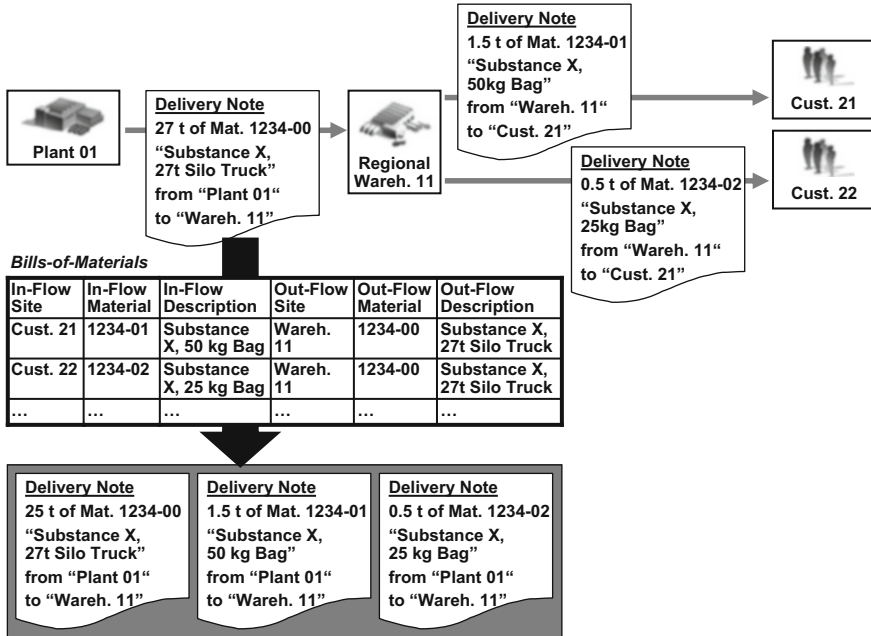 Plant 01
Delivery Note
27 t of Mat. 1234-00
“Substance X,
27t Silo Truck”
from “Plant 01“
to “Wareh. 11”
Regional
Wareh. 11
Delivery Note
1.5 t of Mat. 1234-01
“Substance X,
50kg Bag”
from “Wareh. 11“
to “Cust. 21”
Cust. 21
Delivery Note
0.5 t of Mat. 1234-02
“Substance X,
25kg Bag”
from “Wareh. 11“
to “Cust. 21”
Cust. 22
Bills-of-Materials
In-Flow Site In-Flow Material In-Flow Description Out-Flow Site Out-Flow Material Out-Flow Description
Cust. 21 1234-01 Substance X, 50 kg Bag Wareh. 11 1234-00 Substance X, 27t Silo Truck
Cust. 22 1234-02 Substance X, 25 kg Bag Wareh. 11 1234-00 Substance X, 27t Silo Truck
... ... ... ... ... ...
Delivery Note
25 t of Mat. 1234-00
“Substance X,
27t Silo Truck”
from “Plant 01“
to “Wareh. 11”
Delivery Note
1.5 t of Mat. 1234-01
“Substance X,
50 kg Bag”
from “Plant 01“
to “Wareh. 11”
Delivery Note
0.5 t of Mat. 1234-02
“Substance X,
25 kg Bag”
from “Plant 01“
to “Wareh. 11”